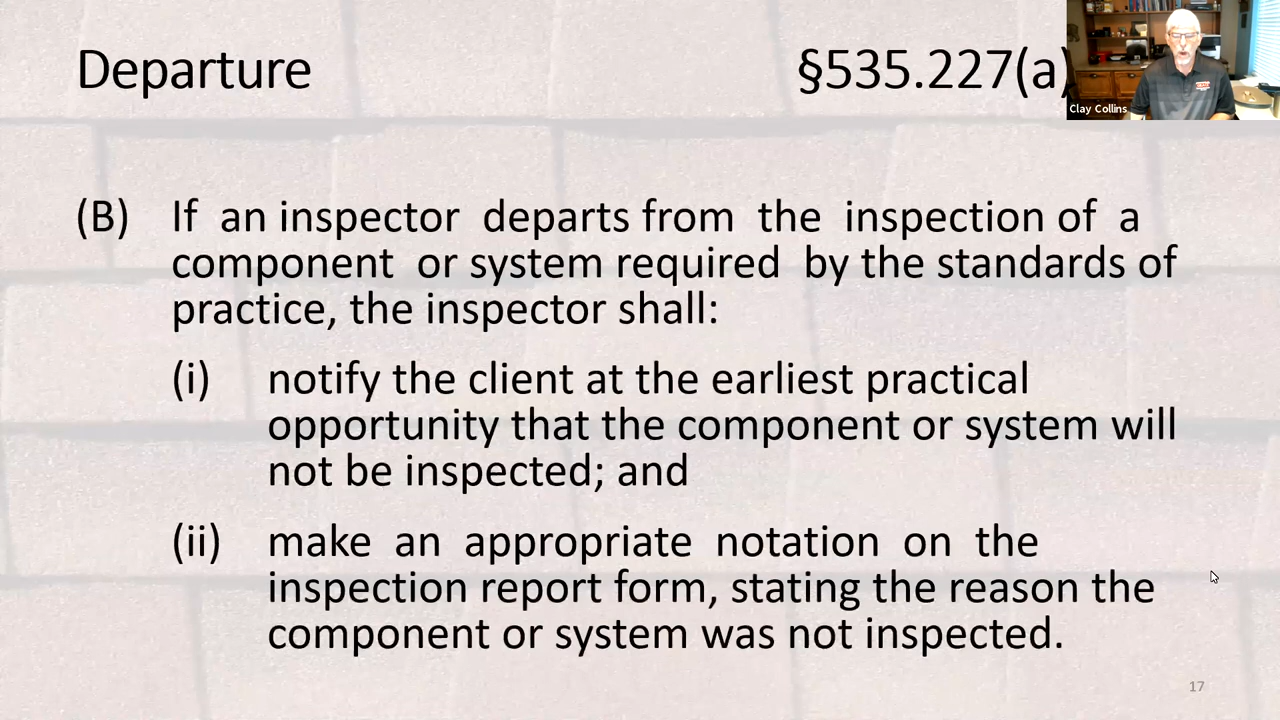 Departure §535.227(a)
Clay Collins
(B) If an inspector departs from the inspection of a
component or system required by the standards of
practice, the inspector shall:
(i) notify the client at the earliest practical
opportunity that the component or system will
not be inspected; and
(ii) make an appropriate notation on the
inspection report form, stating the reason the
component or system was not inspected.
17